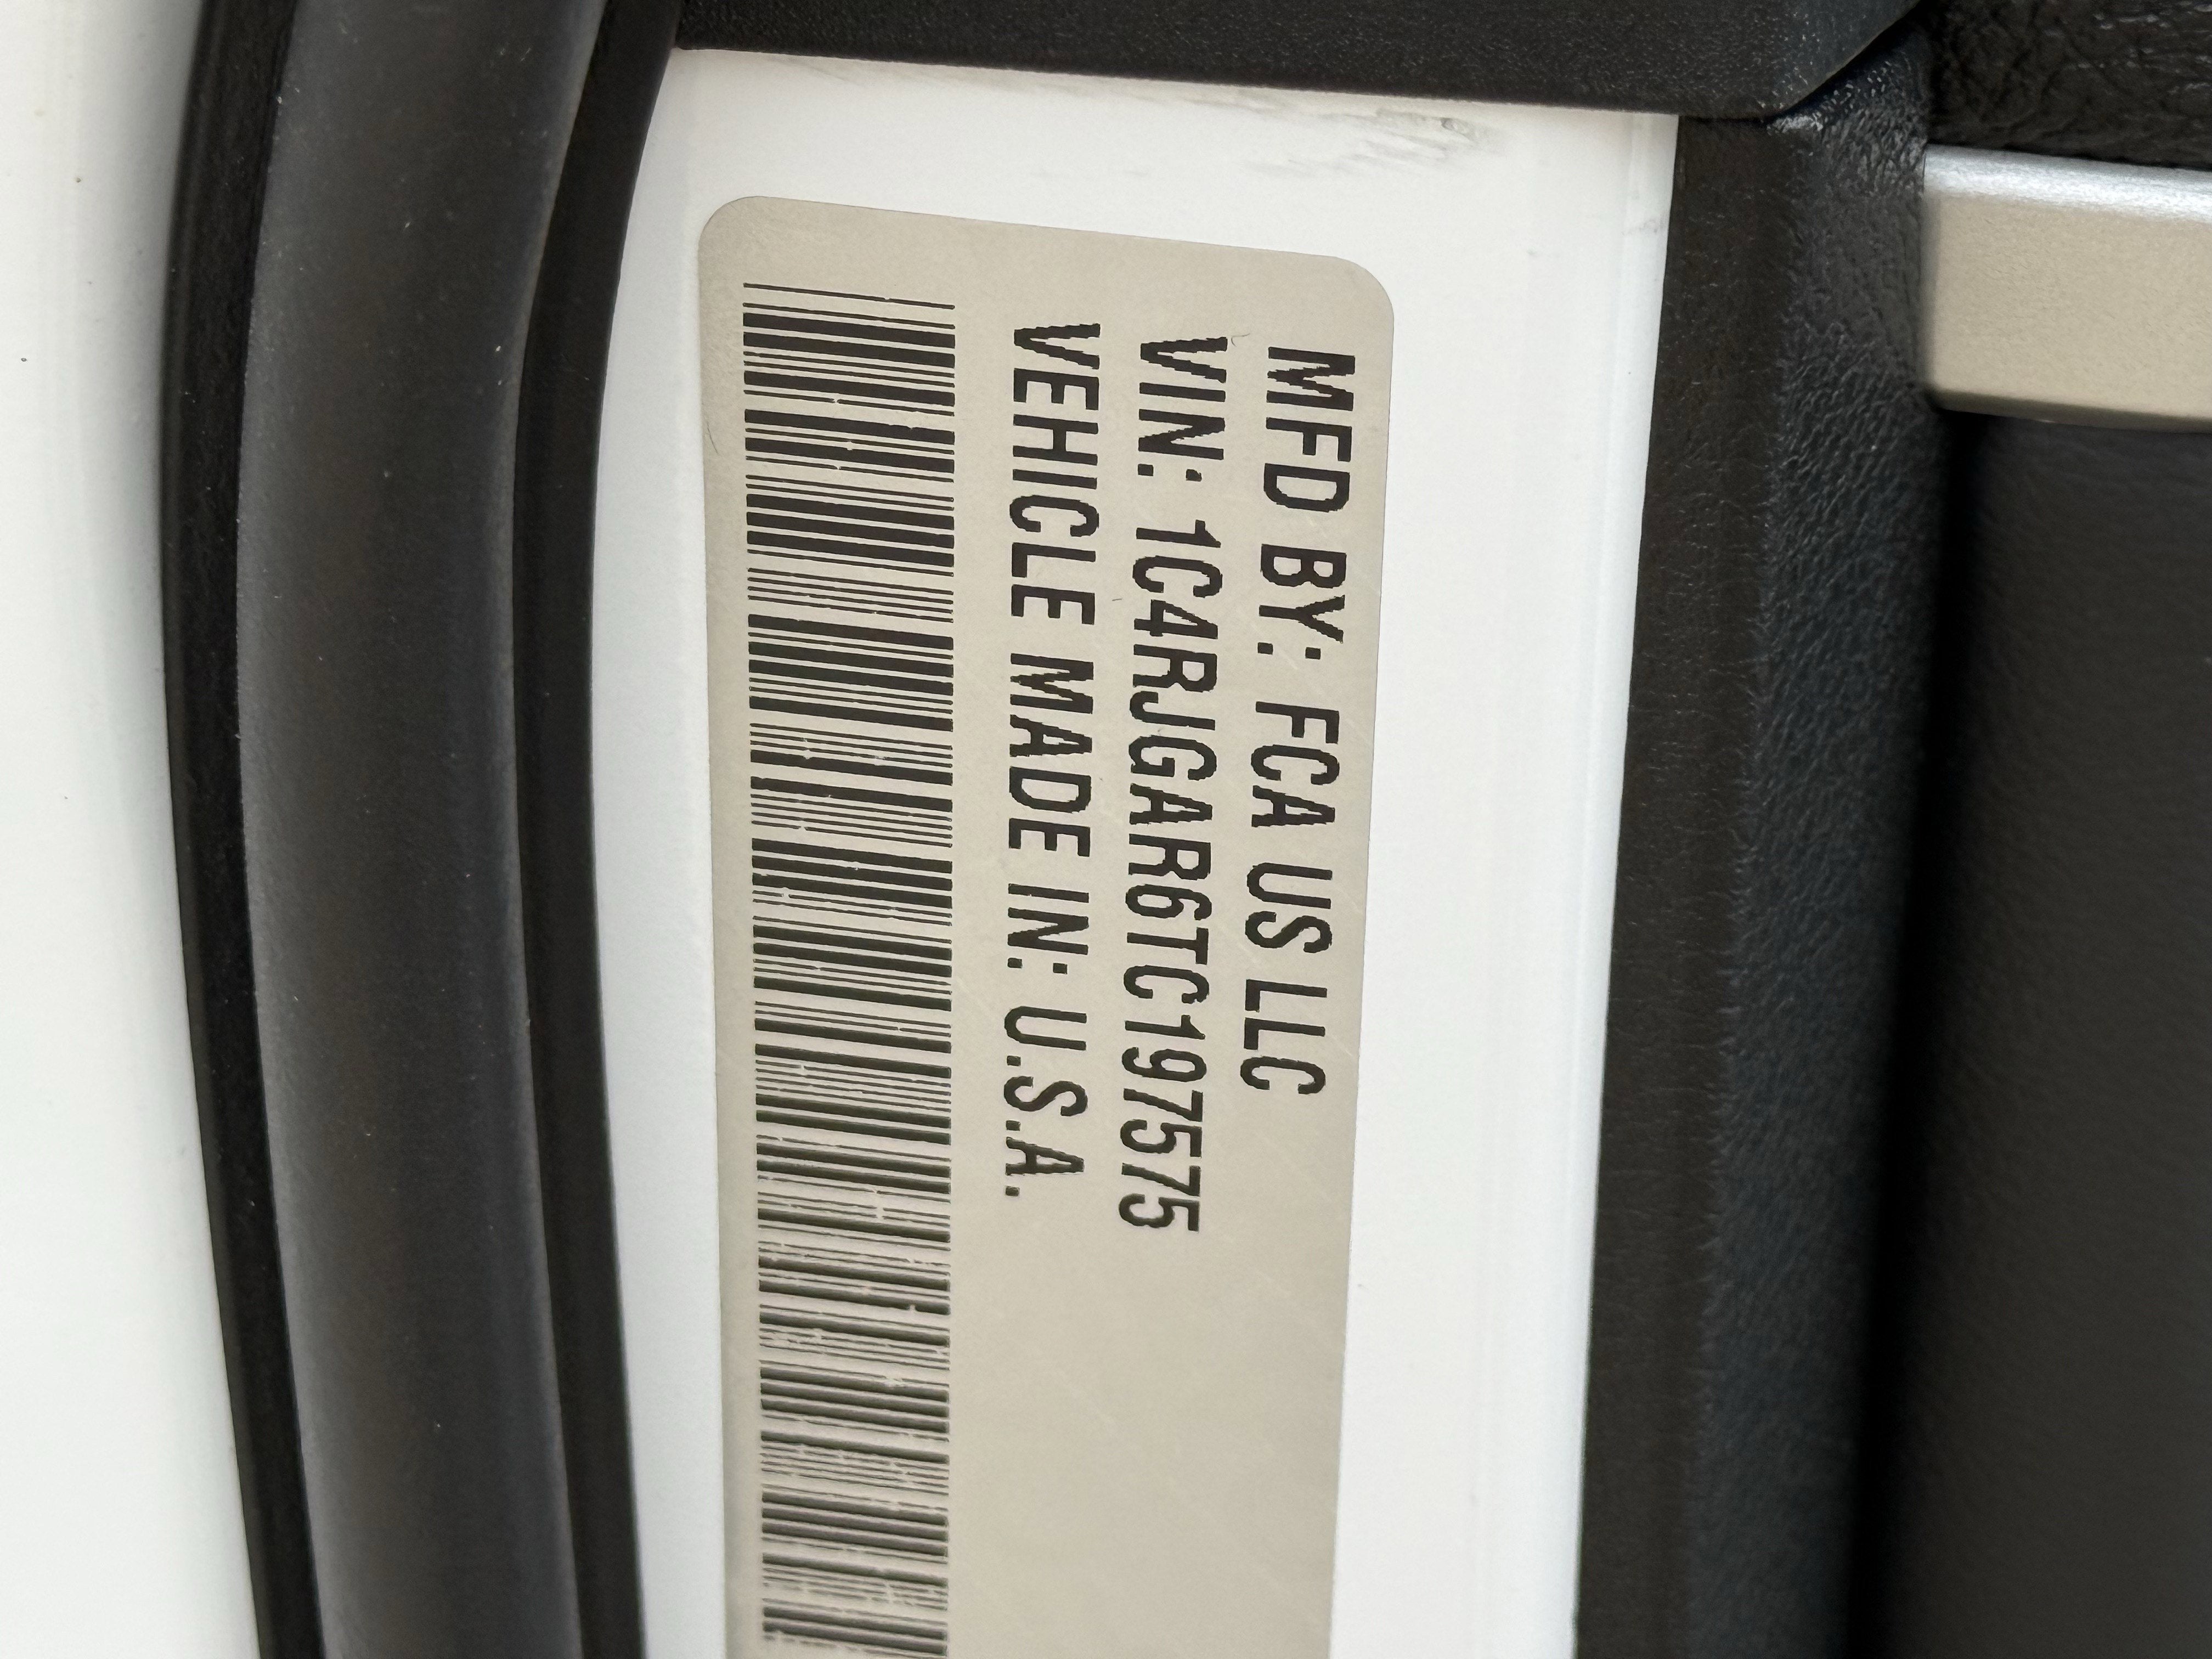 MFD BY: FCA US LLC
VIN: 1C4RJGAR6TC197575
VEHICLE MADE IN: U.S.A.